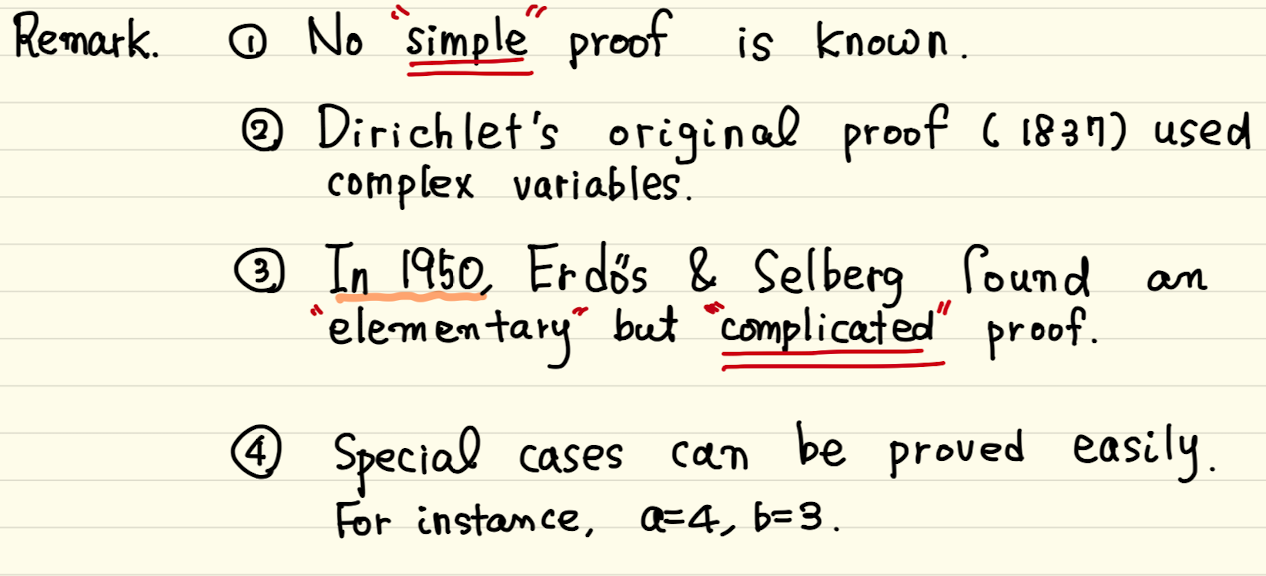 Remark. ① No "simple" proof is known.
② Dirichlet's original proof (1837) used
complex variables.
③ In 1950, Erdős & Selberg found an
"elementary" but "complicated" proof.
④ Special cases can be proved easily.
For instance, a=4, b=3.